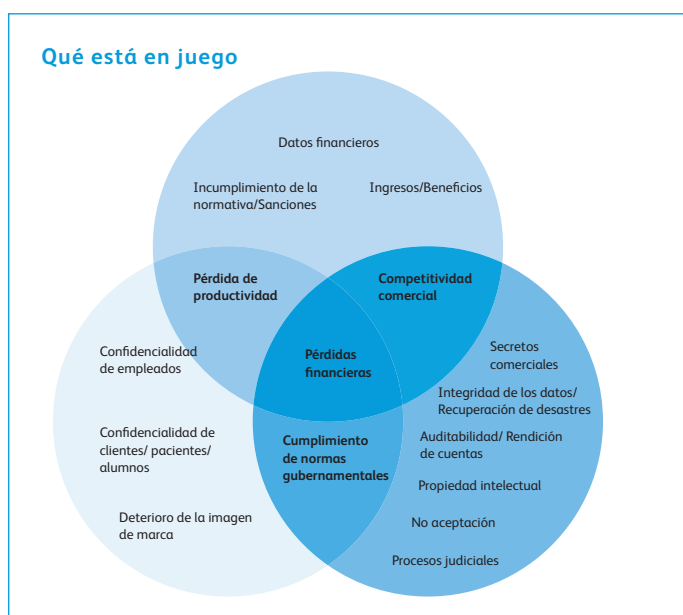 Qué está en juego
Datos financieros
Incumplimiento de la
normativa/Sanciones
Ingresos/Beneficios
Pérdida de
productividad
Competitividad
comercial
Confidencialidad
de empleados
Pérdidas
financieras
Secretos
comerciales
Integridad de los datos/
Recuperación de desastres
Confidencialidad de
clientes/ pacientes/
alumnos
Cumplimiento
de normas
gubernamentales
Auditabilidad/ Rendición
de cuentas
Propiedad intelectual
Deterioro de la imagen
de marca
No aceptación
Procesos judiciales